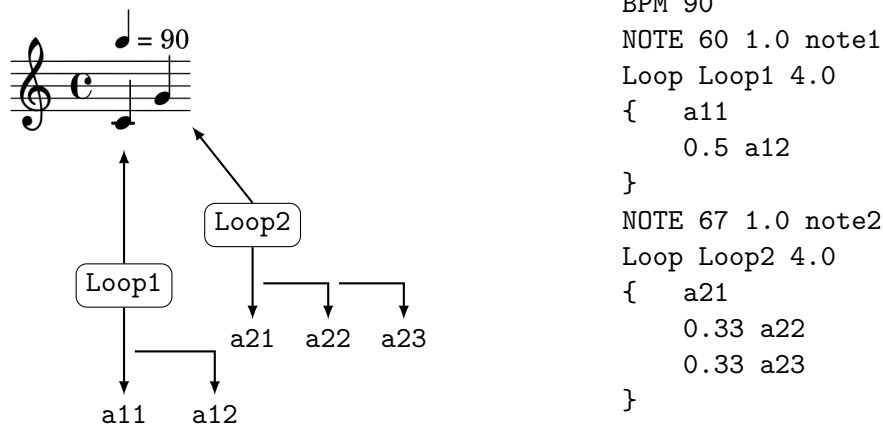 = 90
Loop2
Loop1
a21 a22 a23
a11 a12
BPM 90
NOTE 60 1.0 note1
Loop Loop1 4.0
{ a11
0.5 a12
}
NOTE 67 1.0 note2
Loop Loop2 4.0
{ a21
0.33 a22
0.33 a23
}